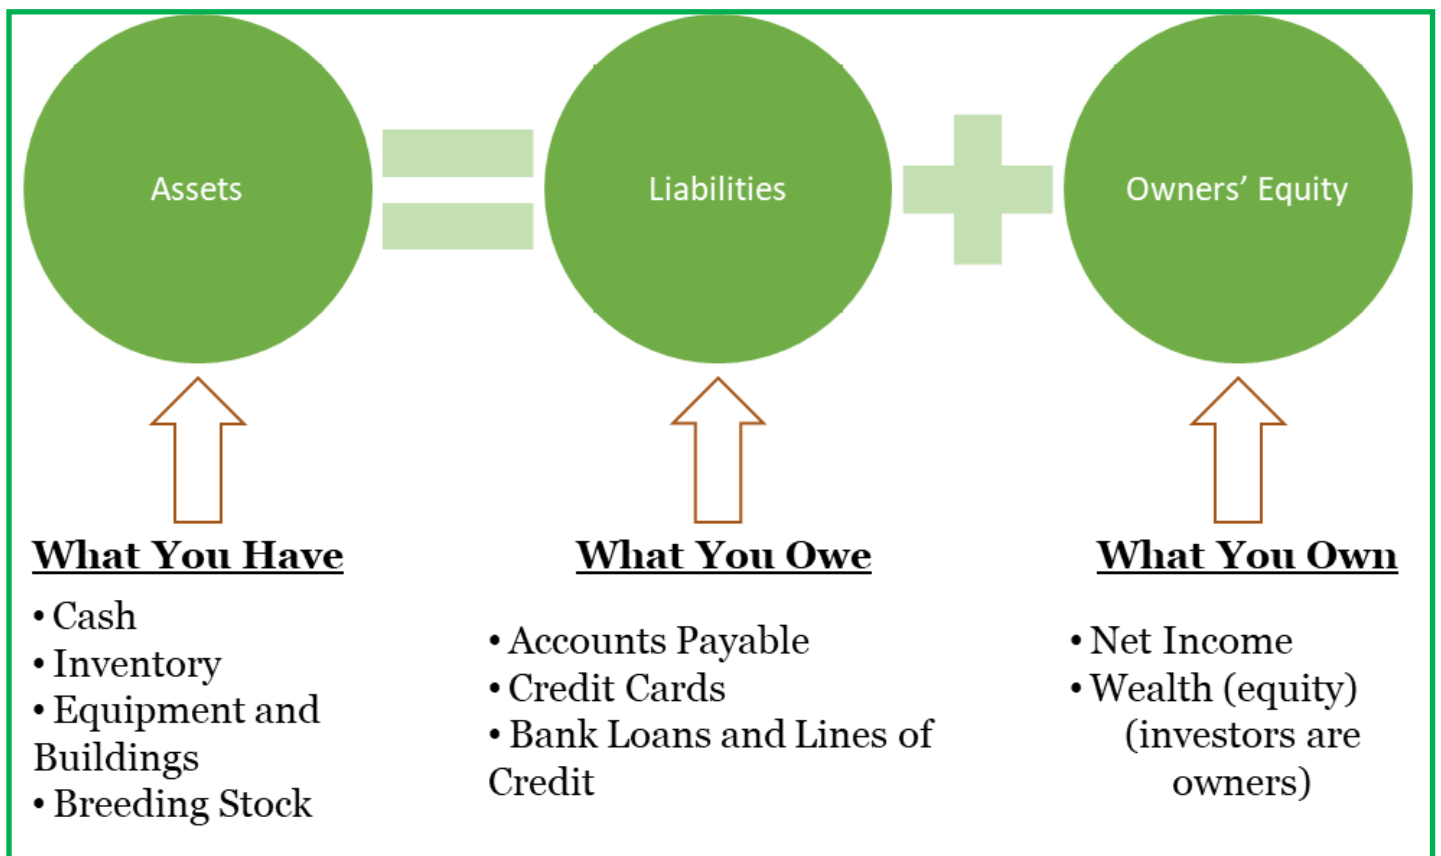 Assets
Liabilities
Owners’ Equity
What You Have
• Cash
• Inventory
• Equipment and
Buildings
• Breeding Stock
What You Owe
• Accounts Payable
• Credit Cards
• Bank Loans and Lines of
Credit
What You Own
• Net Income
• Wealth (equity)
(investors are
owners)